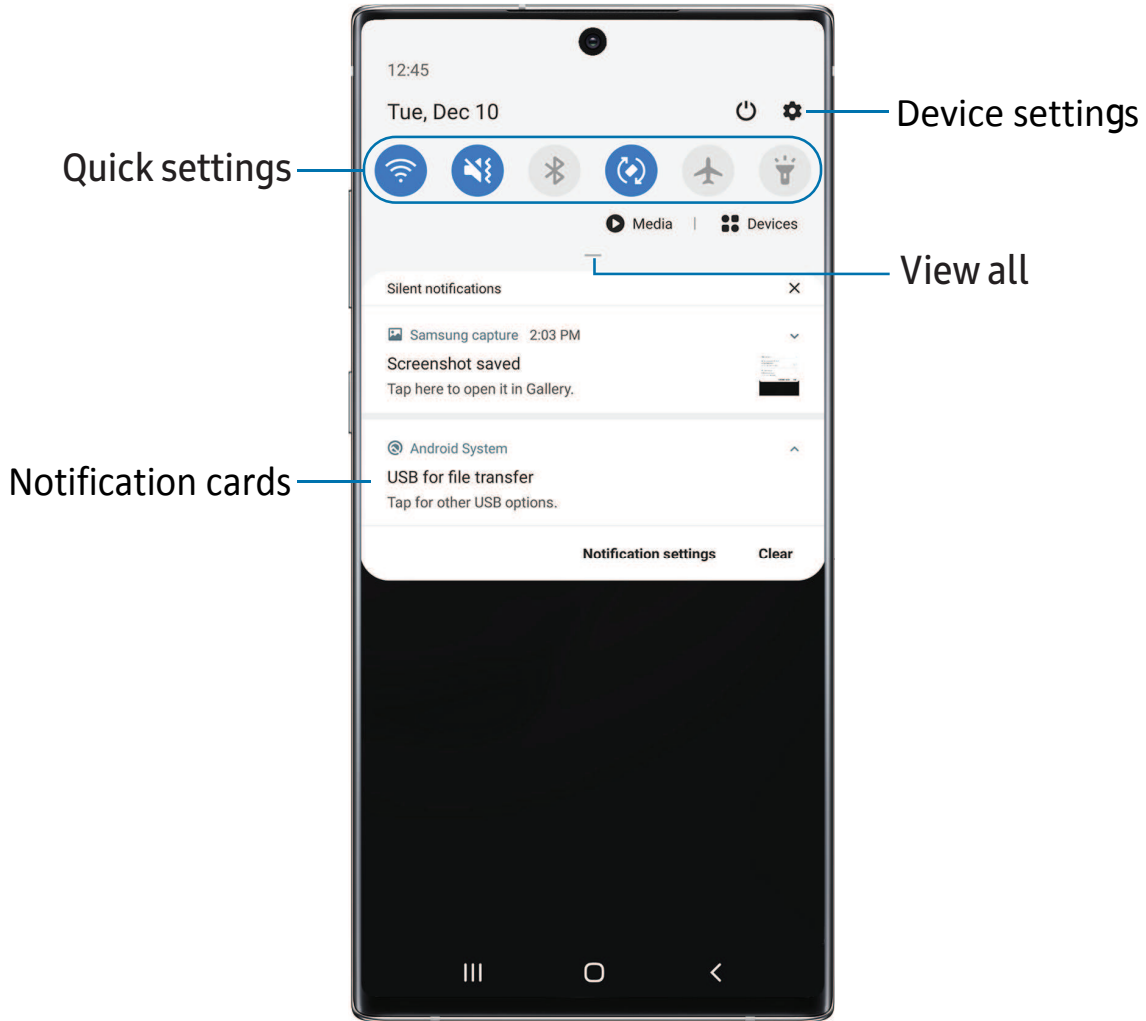 12:45
Tue, Dec 10
Device settings
Quick settings
Media | Devices
View all
Silent notifications
Samsung capture 2:03 PM
Screenshot saved
Tap here to open it in Gallery.
Android System
Notification cards
USB for file transfer
Tap for other USB options.
Notification settings Clear